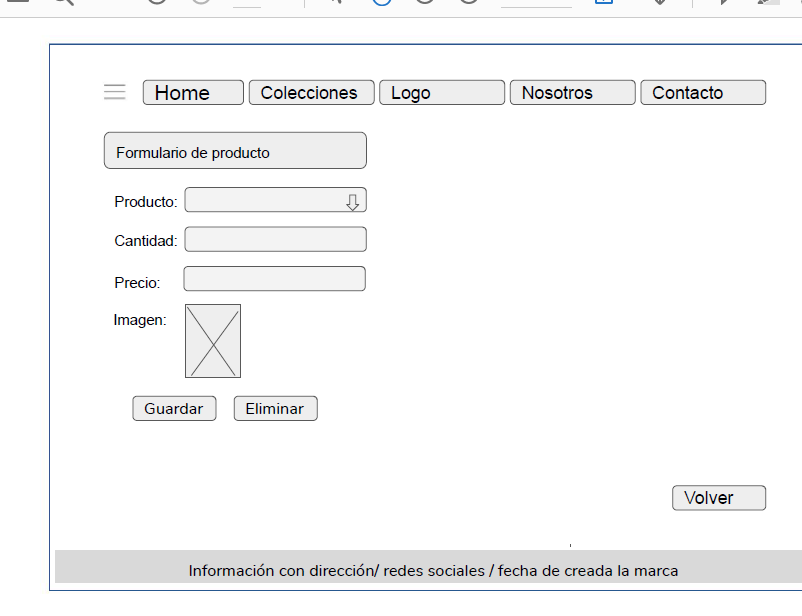 Home Colecciones Logo Nosotros Contacto
Formulario de producto
Producto:
Cantidad:
Precio:
Imagen:
Guardar Eliminar
Volver
Información con dirección/ redes sociales / fecha de creada la marca